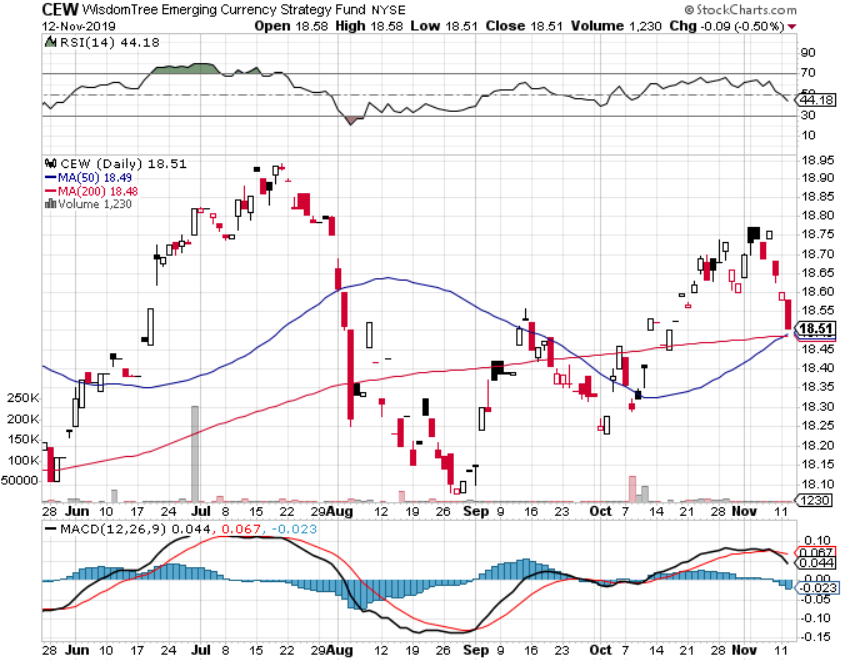 CEW WisdomTree Emerging Currency Strategy Fund NYSE © StockCharts.com
12-Nov-2019 Open 18.58 High 18.58 Low 18.51 Close 18.51 Volume 1,230 Chg -0.09 (-0.50%)
RSI(14) 44.18
90
70
50
44.18
30
10
CEW (Daily) 18.51
MA(50) 18.49
MA(200) 18.48
Volume 1,230
18.95
18.90
18.85
18.80
18.75
18.70
18.65
18.60
18.55
18.51
18.45
18.40
18.35
18.30
18.25
18.20
18.15
18.10
250K
200K
150K
100K
50000
1230
28 Jun 10 17 24 Jul 8 15 22 29 Aug 12 19 26 Sep 9 16 23 Oct 7 14 21 28 Nov 11
MACD(12,26,9) 0.044, 0.067, -0.023
0.10
0.067
0.044
0.00
-0.023
-0.05
-0.10
-0.15
28 Jun 10 17 24 Jul 8 15 22 29 Aug 12 19 26 Sep 9 16 23 Oct 7 14 21 28 Nov 11